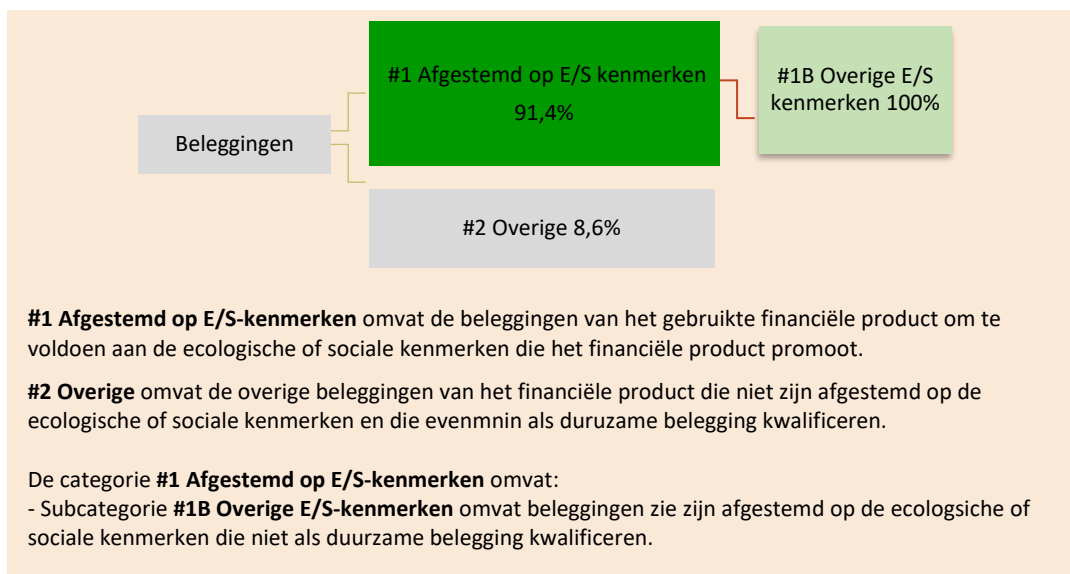 #1 Afgestemd op E/S kenmerken
91,4%
#1B Overige E/S
kenmerken 100%
Beleggingen
#2 Overige 8,6%
#1 Afgestemd op E/S-kenmerken omvat de beleggingen van het gebruikte financiële product om te
voldoen aan de ecologische of sociale kenmerken die het financiële product promoot.
#2 Overige omvat de overige beleggingen van het financiële product die niet zijn afgestemd op de
ecologische of sociale kenmerken en die evenmnin als duruzame belegging kwalificeren.
De categorie #1 Afgestemd op E/S-kenmerken omvat:
- Subcategorie #1B Overige E/S-kenmerken omvat beleggingen zie zijn afgestemd op de ecologsiche of
sociale kenmerken die niet als duurzame belegging kwalificeren.